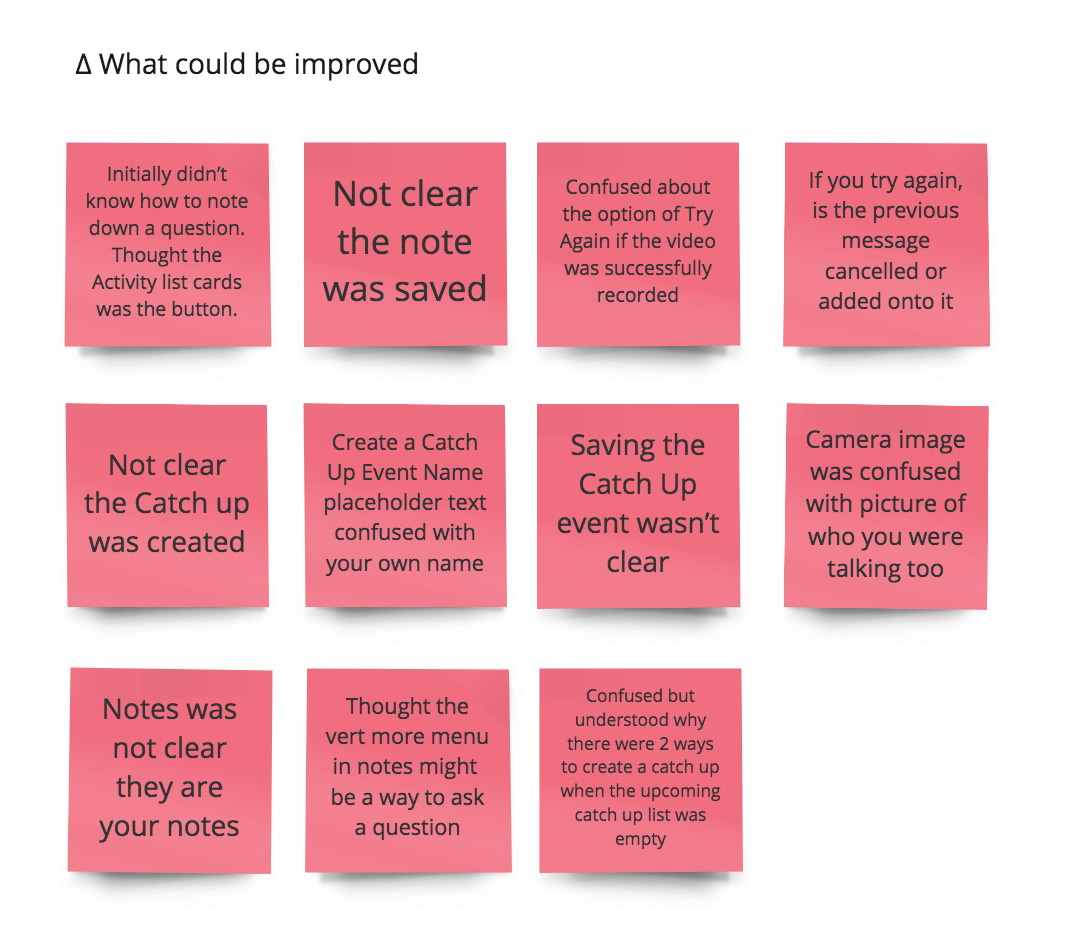 Δ What could be improved
Initially didn't
know how to note
down a question.
Thought the
Activity list cards
was the button.
Not clear
the note
was saved
Confused about
the option of Try
Again if the video
was successfully
recorded
If you try again,
is the previous
message
cancelled or
added onto it
Not clear
the Catch up
was created
Create a Catch
Up Event Name
placeholder text
confused with
your own name
Saving the
Catch Up
event wasn't
clear
Camera image
was confused
with picture of
who you were
talking too
Notes was
not clear
they are
your notes
Thought the
vert more menu
in notes might
be a way to ask
a question
Confused but
understood why
there were 2 ways
to create a catch up
when the upcoming
catch up list was
empty